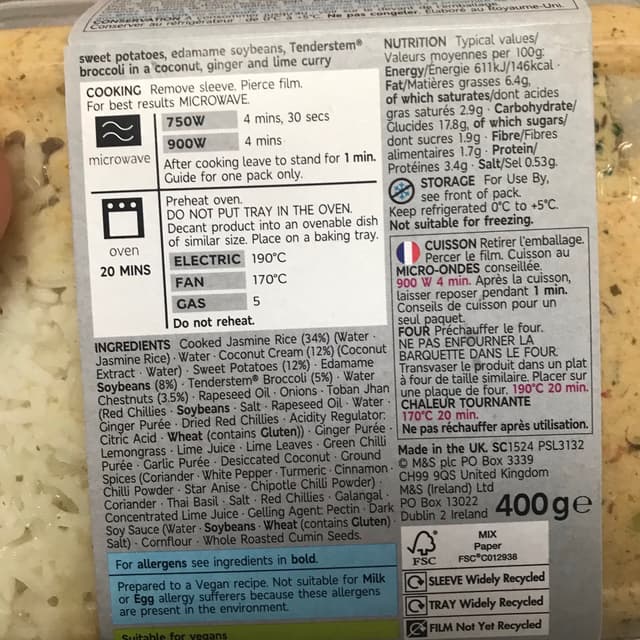 CONSERVATION À consommer
Conserver au réfrigérateur Ne pas congeler. Élaboré au Royaume-Uni.
sweet potatoes, edamame soybeans, Tenderstem®
broccoli in a coconut, ginger and lime curry
COOKING Remove sleeve. Pierce film.
For best results MICROWAVE.
microwave
750W 4 mins, 30 secs
900W 4 mins
After cooking leave to stand for 1 min.
Guide for one pack only.
oven
20 MINS
Preheat oven.
DO NOT PUT TRAY IN THE OVEN.
Decant product into an ovenable dish
of similar size. Place on a baking tray.
ELECTRIC 190°C
FAN 170°C
GAS 5
Do not reheat.
INGREDIENTS Cooked Jasmine Rice (34%) (Water ·
Jasmine Rice) · Water · Coconut Cream (12%) (Coconut
Extract · Water) · Sweet Potatoes (12%) · Edamame
Soybeans (8%) · Tenderstem® Broccoli (5%) · Water
Chestnuts (3.5%) · Rapeseed Oil · Onions · Toban Jhan
(Red Chillies · Soybeans · Salt · Rapeseed Oil · Water ·
Ginger Purée · Dried Red Chillies · Acidity Regulator:
Citric Acid · Wheat (contains Gluten)) · Ginger Purée ·
Lemongrass · Lime Juice · Lime Leaves · Green Chilli
Purée · Garlic Purée · Desiccated Coconut · Ground
Spices (Coriander · White Pepper · Turmeric · Cinnamon ·
Chilli Powder · Star Anise · Chipotle Chilli Powder) ·
Coriander · Thai Basil · Salt · Red Chillies · Galangal ·
Concentrated Lime Juice · Gelling Agent: Pectin · Dark
Soy Sauce (Water · Soybeans · Wheat (contains Gluten) ·
Salt) · Cornflour · Whole Roasted Cumin Seeds.
For allergens see ingredients in bold.
Prepared to a Vegan recipe. Not suitable for Milk
or Egg allergy sufferers because these allergens
are present in the environment.
Suitable for vegans
NUTRITION Typical values/
Valeurs moyennes per 100g:
Energy/Énergie 611kJ/146kcal ·
Fat/Matières grasses 6.4g,
of which saturates/dont acides
gras saturés 2.9g · Carbohydrate/
Glucides 17.8g, of which sugars/
dont sucres 1.9g · Fibre/Fibres
alimentaires 1.7g · Protein/
Protéines 3.4g · Salt/Sel 0.53g.
STORAGE For Use By,
see front of pack.
Keep refrigerated 0°C to +5°C.
Not suitable for freezing.
CUISSON Retirer l'emballage.
Percer le film. Cuisson au
MICRO-ONDES conseillée.
900 W 4 min. Après la cuisson,
laisser reposer pendant 1 min.
Conseils de cuisson pour un
seul paquet.
FOUR Préchauffer le four.
NE PAS ENFOURNER LA
BARQUETTE DANS LE FOUR.
Transvaser le produit dans un plat
à four de taille similaire. Placer sur
une plaque de four. 190°C 20 min.
CHALEUR TOURNANTE
170°C 20 min.
Ne pas réchauffer après utilisation.
Made in the UK. SC1524 PSL3132
© M&S plc PO Box 3339
CH99 9QS United Kingdom
M&S (Ireland) Ltd
PO Box 13022
Dublin 2 Ireland
400g e
FSC
MIX
Paper
FSC® C012938
SLEEVE Widely Recycled
TRAY Widely Recycled
FILM Not Yet Recycled